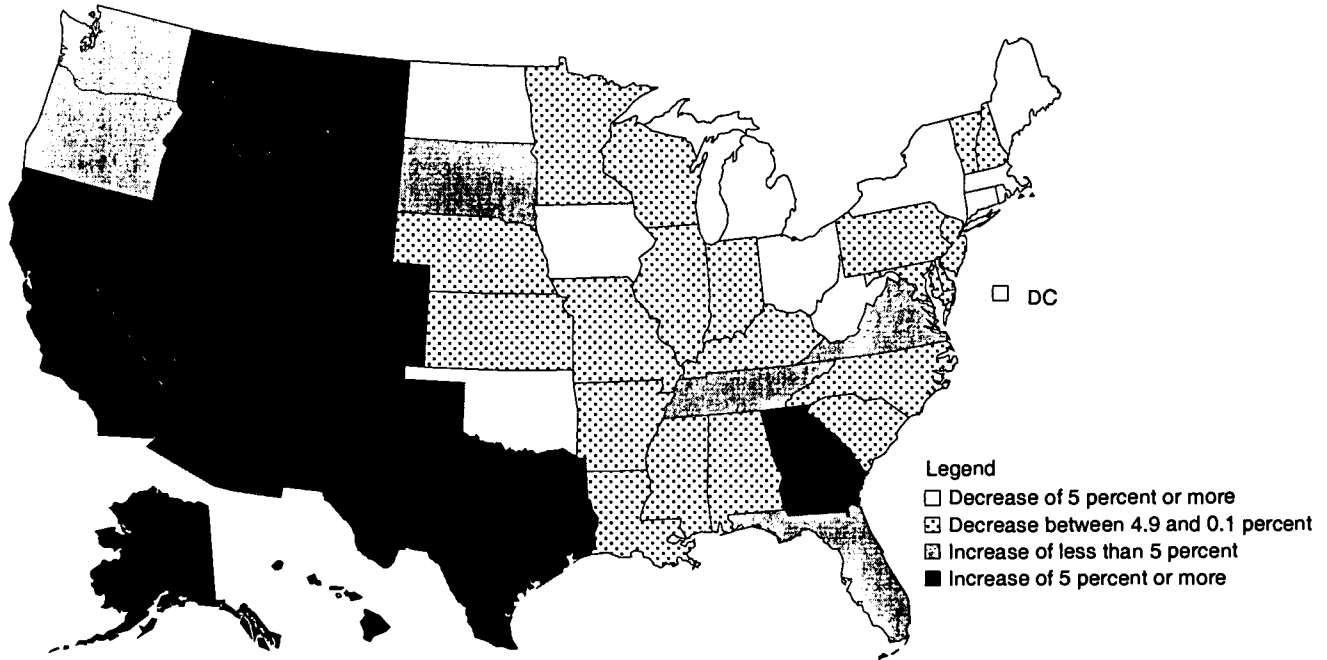 DC
Legend
Decrease of 5 percent or more
Decrease between 4.9 and 0.1 percent
Increase of less than 5 percent
Increase of 5 percent or more